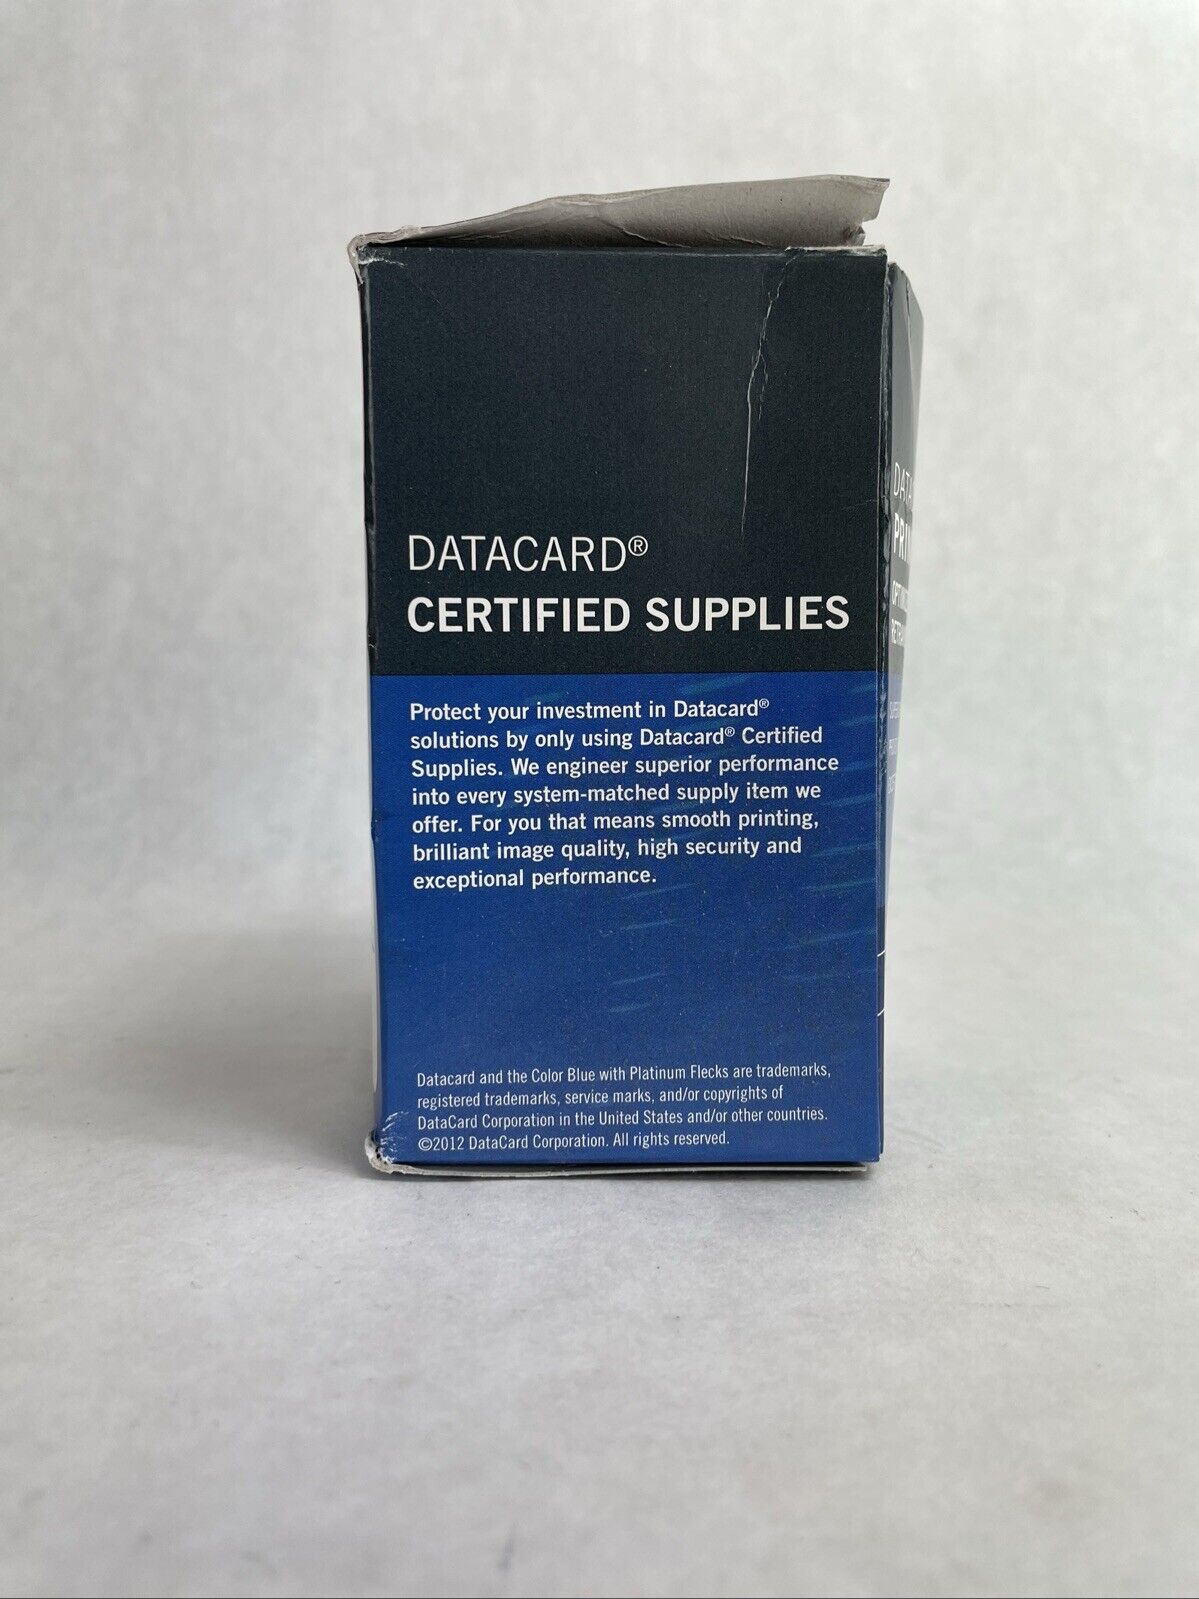 DATACARD®
CERTIFIED SUPPLIES
Protect your investment in Datacard®
solutions by only using Datacard® Certified
Supplies. We engineer superior performance
into every system-matched supply item we
offer. For you that means smooth printing,
brilliant image quality, high security and
exceptional performance.
Datacard and the Color Blue with Platinum Flecks are trademarks,
registered trademarks, service marks, and/or copyrights of
DataCard Corporation in the United States and/or other countries.
©2012 DataCard Corporation. All rights reserved.